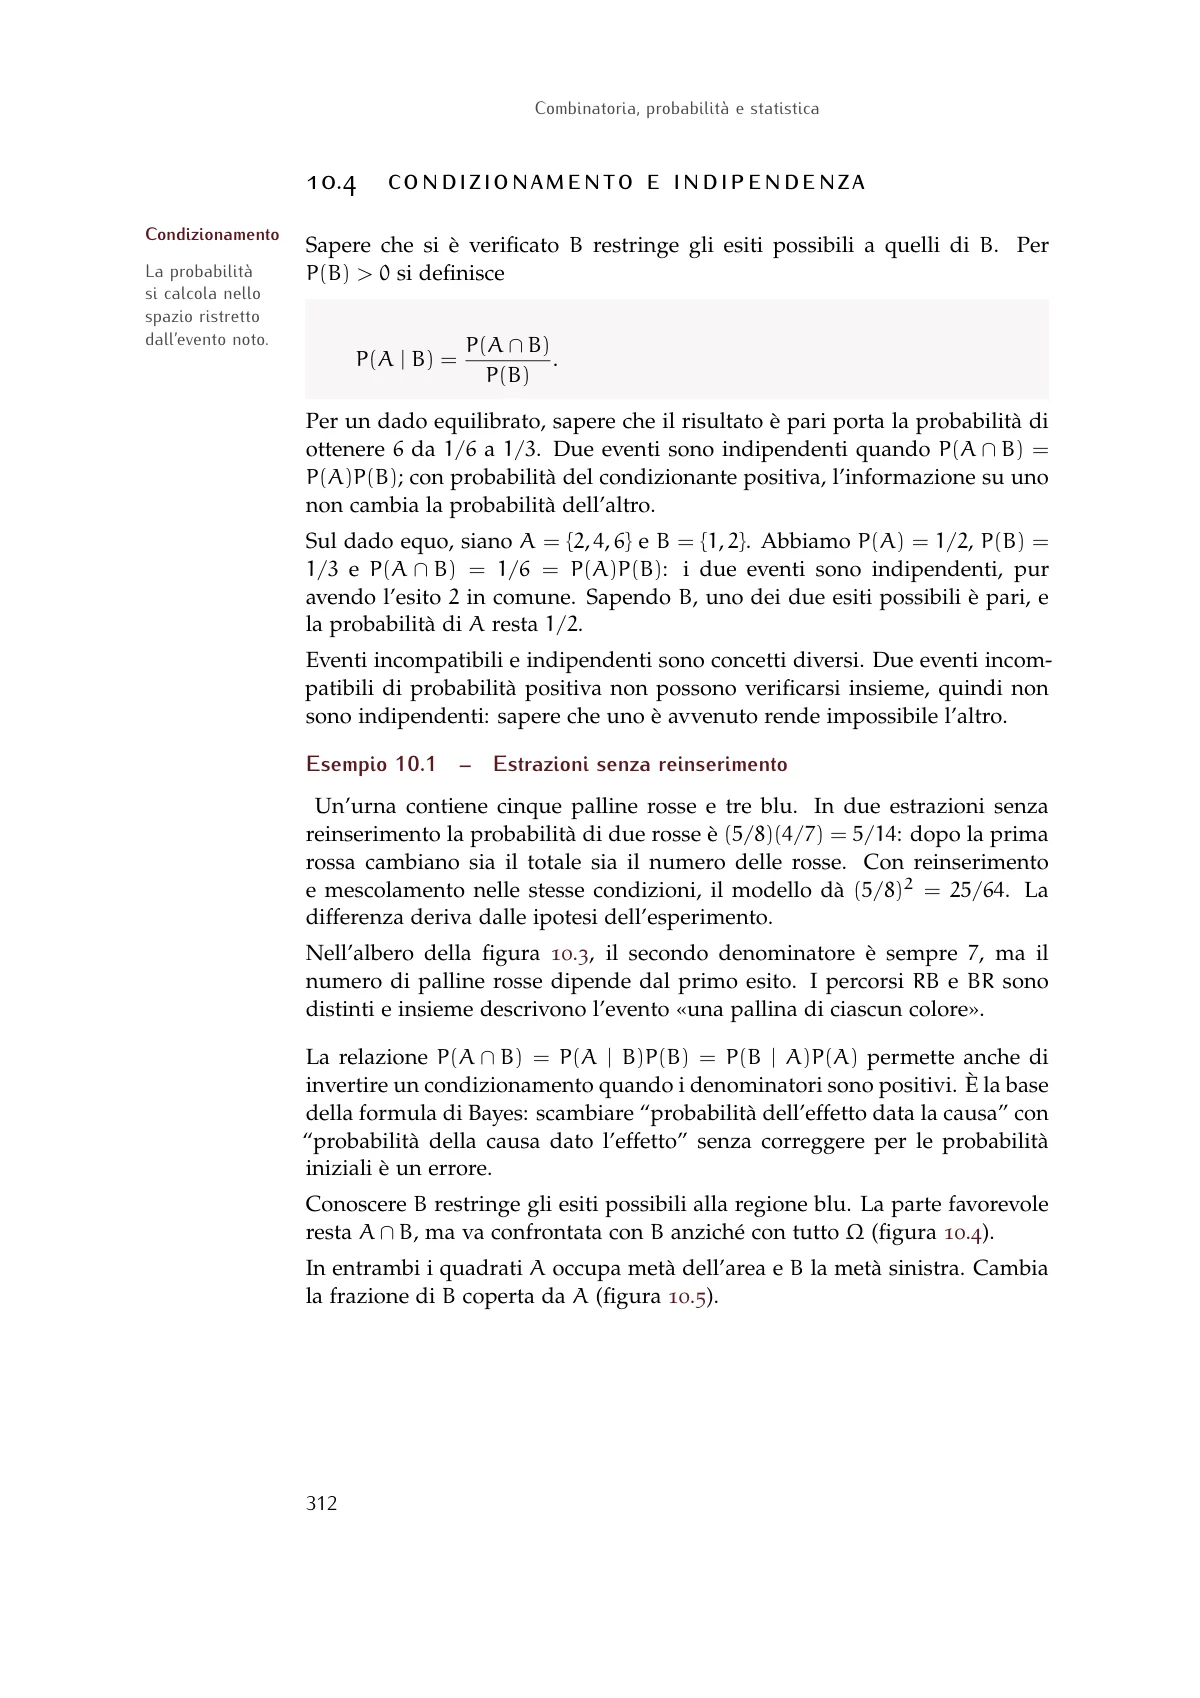 Combinatoria, probabilità e statistica
10.4 CONDIZIONAMENTO E INDIPENDENZA
Condizionamento
La probabilità
si calcola nello
spazio ristretto
dall'evento noto.
Sapere che si è verificato B restringe gli esiti possibili a quelli di B. Per
P(B) > 0 si definisce
P(A | B) = P(A ∩ B) / P(B).
Per un dado equilibrato, sapere che il risultato è pari porta la probabilità di
ottenere 6 da 1/6 a 1/3. Due eventi sono indipendenti quando P(A ∩ B) =
P(A)P(B); con probabilità del condizionante positiva, l'informazione su uno
non cambia la probabilità dell'altro.
Sul dado equo, siano A = {2, 4, 6} e B = {1, 2}. Abbiamo P(A) = 1/2, P(B) =
1/3 e P(A ∩ B) = 1/6 = P(A)P(B): i due eventi sono indipendenti, pur
avendo l'esito 2 in comune. Sapendo B, uno dei due esiti possibili è pari, e
la probabilità di A resta 1/2.
Eventi incompatibili e indipendenti sono concetti diversi. Due eventi incom-
patibili di probabilità positiva non possono verificarsi insieme, quindi non
sono indipendenti: sapere che uno è avvenuto rende impossibile l'altro.
Esempio 10.1 – Estrazioni senza reinserimento
Un'urna contiene cinque palline rosse e tre blu. In due estrazioni senza
reinserimento la probabilità di due rosse è (5/8)(4/7) = 5/14: dopo la prima
rossa cambiano sia il totale sia il numero delle rosse. Con reinserimento
e mescolamento nelle stesse condizioni, il modello dà (5/8)² = 25/64. La
differenza deriva dalle ipotesi dell'esperimento.
Nell'albero della figura 10.3, il secondo denominatore è sempre 7, ma il
numero di palline rosse dipende dal primo esito. I percorsi RB e BR sono
distinti e insieme descrivono l'evento «una pallina di ciascun colore».
La relazione P(A ∩ B) = P(A | B)P(B) = P(B | A)P(A) permette anche di
invertire un condizionamento quando i denominatori sono positivi. È la base
della formula di Bayes: scambiare “probabilità dell'effetto data la causa” con
“probabilità della causa dato l'effetto” senza correggere per le probabilità
iniziali è un errore.
Conoscere B restringe gli esiti possibili alla regione blu. La parte favorevole
resta A ∩ B, ma va confrontata con B anziché con tutto Ω (figura 10.4).
In entrambi i quadrati A occupa metà dell'area e B la metà sinistra. Cambia
la frazione di B coperta da A (figura 10.5).
312